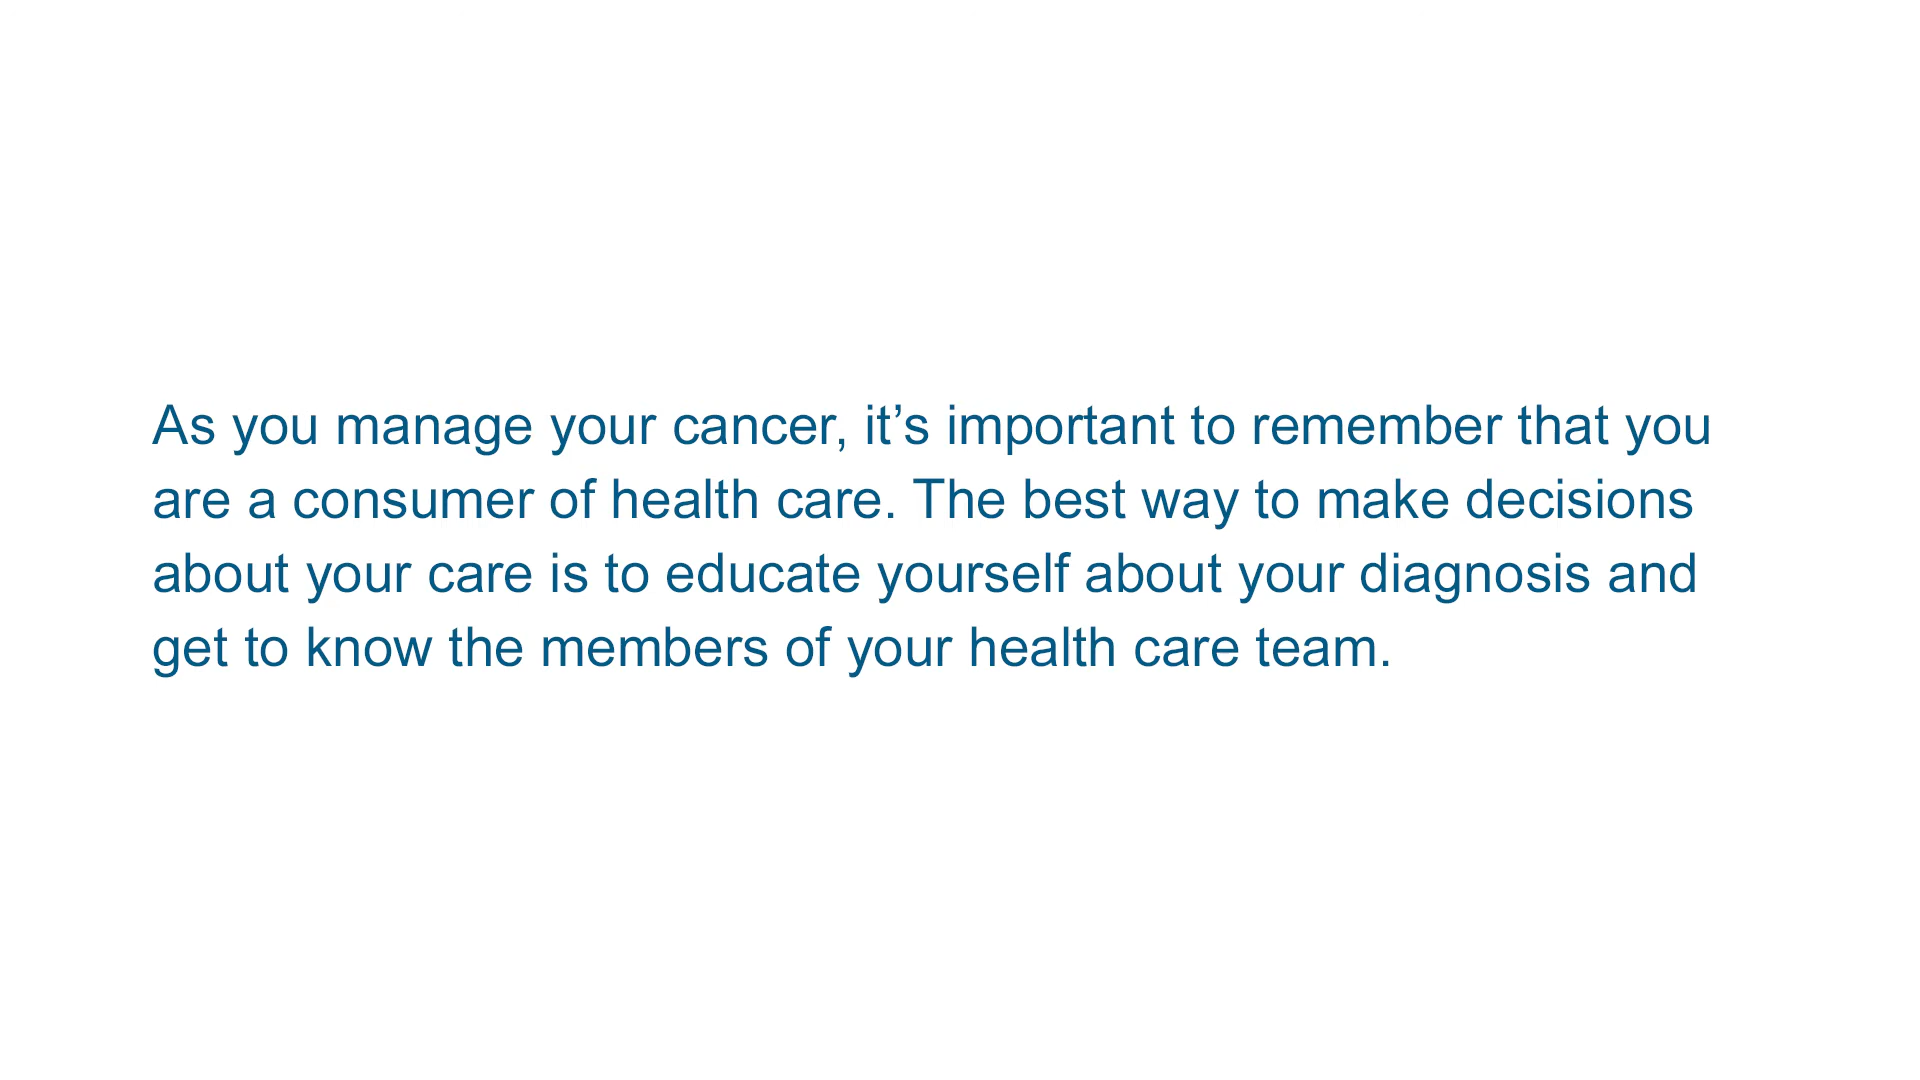 As you manage your cancer, it’s important to remember that you
are a consumer of health care. The best way to make decisions
about your care is to educate yourself about your diagnosis and
get to know the members of your health care team.